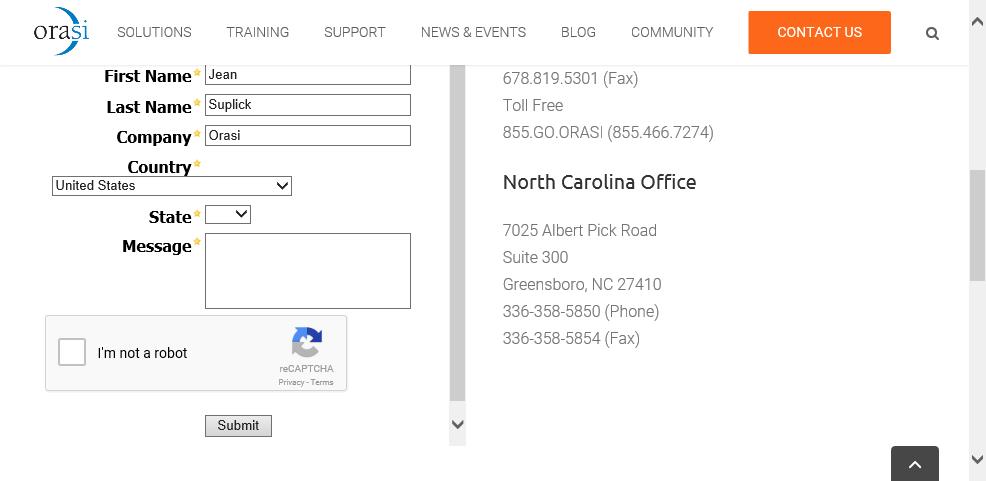 orasi
SOLUTIONS TRAINING SUPPORT NEWS & EVENTS BLOG COMMUNITY CONTACT US
First Name Jean
Last Name Suplick
Company Orasi
Country
United States
State
Message
I'm not a robot
reCAPTCHA
Privacy - Terms
Submit
678.819.5301 (Fax)
Toll Free
855.GO.ORASI (855.466.7274)
North Carolina Office
7025 Albert Pick Road
Suite 300
Greensboro, NC 27410
336-358-5850 (Phone)
336-358-5854 (Fax)